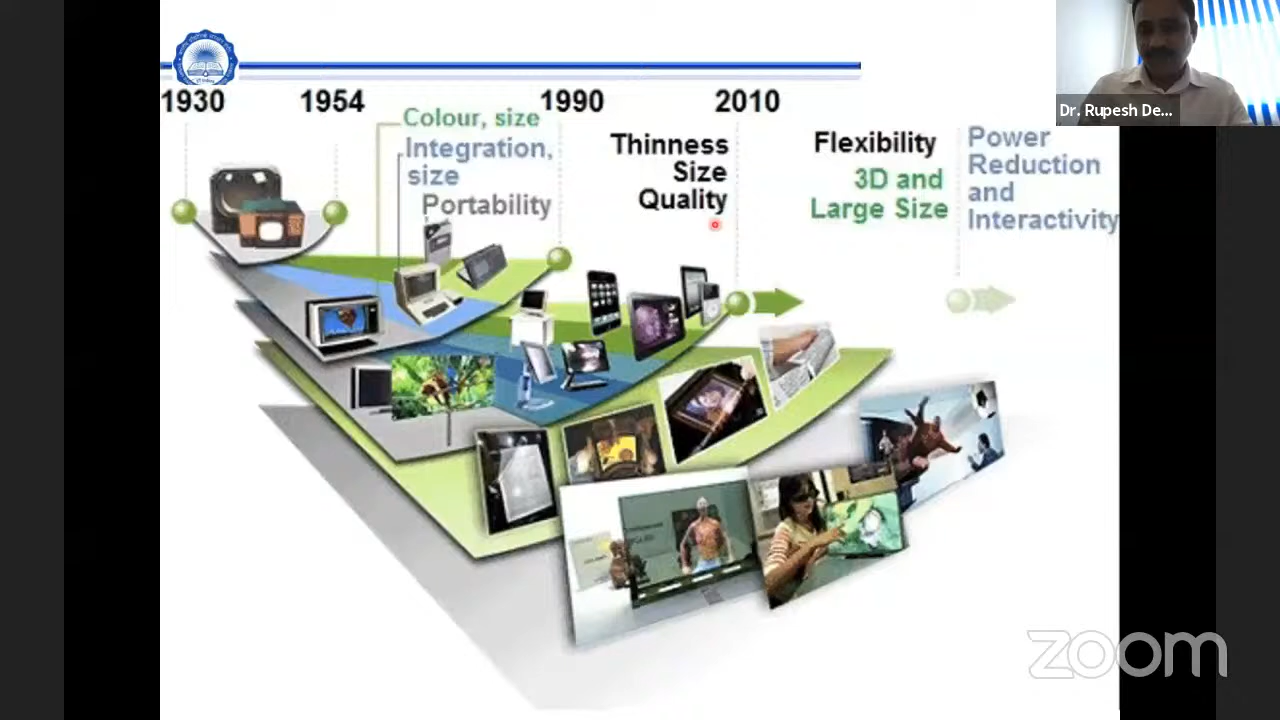 1930 1954 1990 2010
Colour, size
Integration,
size
Portability
Thinness
Size
Quality
Flexibility
3D and
Large Size
Power
Reduction
and
Interactivity
Dr. Rupesh De...
zoom